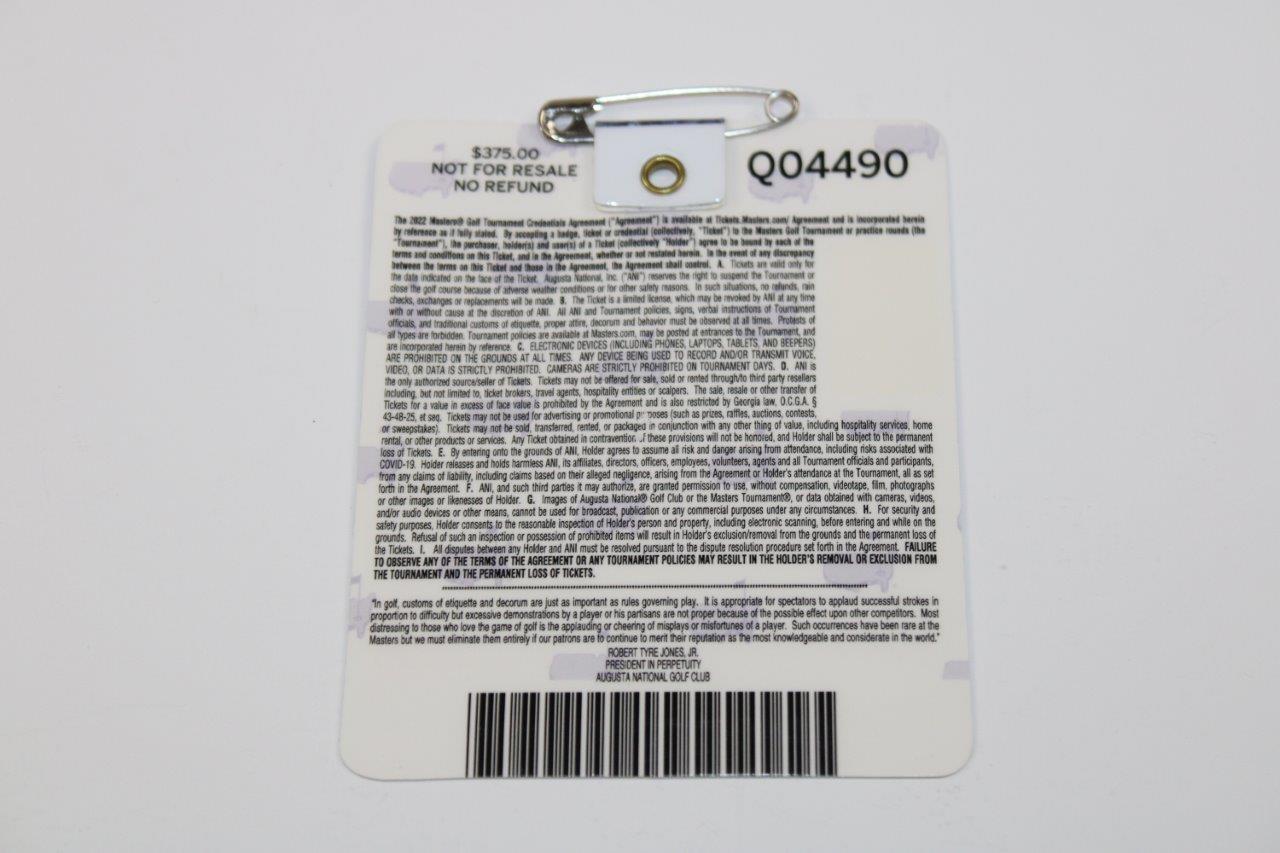 $375.00
NOT FOR RESALE
NO REFUND
Q04490
The 2022 Masters® Golf Tournament Credentials Agreement ("Agreement") is available at Tickets.Masters.com/ Agreement and is incorporated herein
by reference as if fully stated. By accepting a badge, ticket or credential (collectively, "Ticket") to the Masters Golf Tournament or practice rounds (the
"Tournament"), the purchaser, holder(s) and user(s) of a Ticket (collectively "Holder") agree to be bound by each of the
terms and conditions on this Ticket, and in the Agreement, whether or not restated herein. In the event of any discrepancy
between the terms on this Ticket and those in the Agreement, the Agreement shall control. A. Tickets are valid only for
the date indicated on the face of the Ticket. Augusta National, Inc. ("ANI") reserves the right to suspend the Tournament or
close the golf course because of adverse weather conditions or for other safety reasons. In such situations, no refunds, rain
checks, exchanges or replacements will be made. B. The Ticket is a limited license, which may be revoked by ANI at any time
with or without cause at the discretion of ANI. All ANI and Tournament policies, signs, verbal instructions of Tournament
officials, and traditional customs of etiquette, proper attire, decorum and behavior must be observed at all times. Protests of
all types are forbidden. Tournament policies are available at Masters.com, may be posted at entrances to the Tournament, and
are incorporated herein by reference. C. ELECTRONIC DEVICES (INCLUDING PHONES, LAPTOPS, TABLETS, AND BEEPERS)
ARE PROHIBITED ON THE GROUNDS AT ALL TIMES. ANY DEVICE BEING USED TO RECORD AND/OR TRANSMIT VOICE,
VIDEO, OR DATA IS STRICTLY PROHIBITED. CAMERAS ARE STRICTLY PROHIBITED ON TOURNAMENT DAYS. D. ANI is
the only authorized source/seller of Tickets. Tickets may not be offered for sale, sold or rented through/to third party resellers
including, but not limited to, ticket brokers, travel agents, hospitality entities or scalpers. The sale, resale or other transfer of
Tickets for a value in excess of face value is prohibited by the Agreement and is also restricted by Georgia law, O.C.G.A. §
43-4B-25, et seq. Tickets may not be used for advertising or promotional purposes (such as prizes, raffles, auctions, contests,
or sweepstakes). Tickets may not be sold, transferred, rented, or packaged in conjunction with any other thing of value, including hospitality services, home
rental, or other products or services. Any Ticket obtained in contravention of these provisions will not be honored, and Holder shall be subject to the permanent
loss of Tickets. E. By entering onto the grounds of ANI, Holder agrees to assume all risk and danger arising from attendance, including risks associated with
COVID-19. Holder releases and holds harmless ANI, its affiliates, directors, officers, employees, volunteers, agents and all Tournament officials and participants,
from any claims of liability, including claims based on their alleged negligence, arising from the Agreement or Holder's attendance at the Tournament, all as set
forth in the Agreement. F. ANI, and such third parties it may authorize, are granted permission to use, without compensation, videotape, film, photographs
or other images or likenesses of Holder. G. Images of Augusta National® Golf Club or the Masters Tournament®, or data obtained with cameras, videos,
and/or audio devices or other means, cannot be used for broadcast, publication or any commercial purposes under any circumstances. H. For security and
safety purposes, Holder consents to the reasonable inspection of Holder's person and property, including electronic scanning, before entering and while on the
grounds. Refusal of such an inspection or possession of prohibited items will result in Holder's exclusion/removal from the grounds and the permanent loss of
the Tickets. I. All disputes between any Holder and ANI must be resolved pursuant to the dispute resolution procedure set forth in the Agreement. FAILURE
TO OBSERVE ANY OF THE TERMS OF THE AGREEMENT OR ANY TOURNAMENT POLICIES MAY RESULT IN THE HOLDER'S REMOVAL OR EXCLUSION FROM
THE TOURNAMENT AND THE PERMANENT LOSS OF TICKETS.
"In golf, customs of etiquette and decorum are just as important as rules governing play. It is appropriate for spectators to applaud successful strokes in
proportion to difficulty but excessive demonstrations by a player or his partisans are not proper because of the possible effect upon other competitors. Most
distressing to those who love the game of golf is the applauding or cheering of misplays or misfortunes of a player. Such occurrences have been rare at the
Masters but we must eliminate them entirely if our patrons are to continue to merit their reputation as the most knowledgeable and considerate in the world."
ROBERT TYRE JONES, JR.
PRESIDENT IN PERPETUITY
AUGUSTA NATIONAL GOLF CLUB